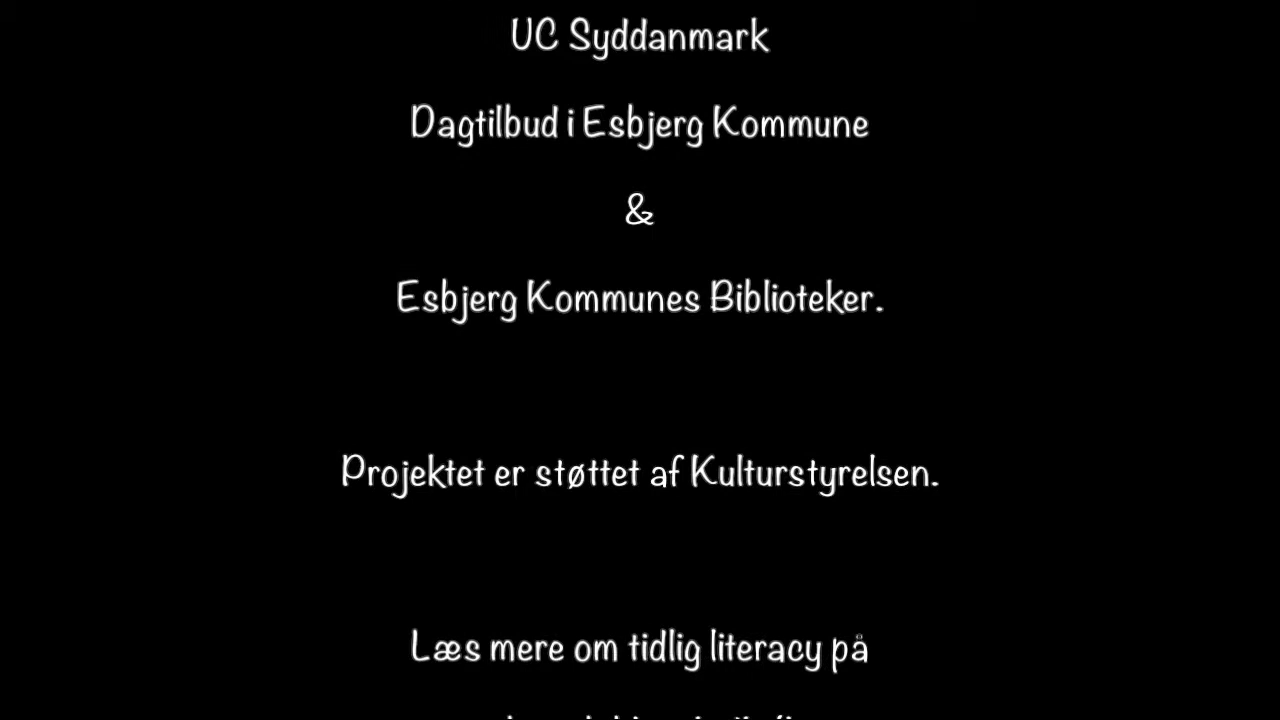 UC Syddanmark
Dagtilbud i Esbjerg Kommune
&
Esbjerg Kommunes Biblioteker.
Projektet er støttet af Kulturstyrelsen.
Læs mere om tidlig literacy på